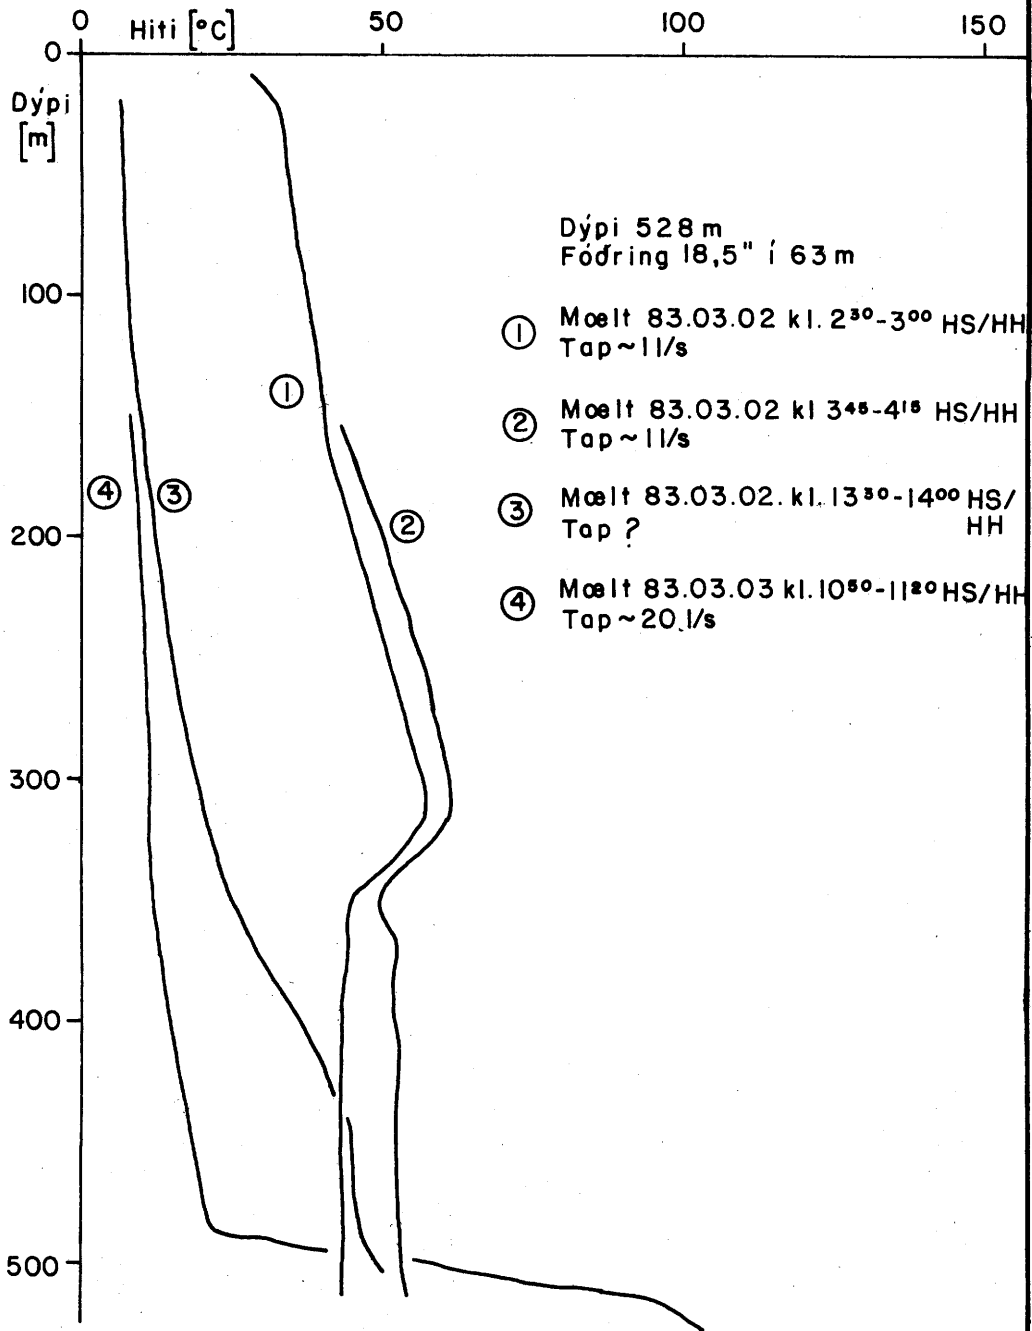 0 Hiti [°C] 50 100 150
0
Dýpi
[m]
100
200
300
400
500
Dýpi 528 m
Fóðring 18,5" í 63 m
① Mælt 83.03.02 kl. 2³⁰-3⁰⁰ HS/HH
Tap ~ 1 l/s
② Mælt 83.03.02 kl 3⁴⁵-4¹⁵ HS/HH
Tap ~ 1 l/s
③ Mælt 83.03.02. kl. 13³⁰-14⁰⁰ HS/
HH
Tap ?
④ Mælt 83.03.03 kl. 10⁵⁰-11²⁰ HS/HH
Tap ~ 20 l/s
①
②
④ ③